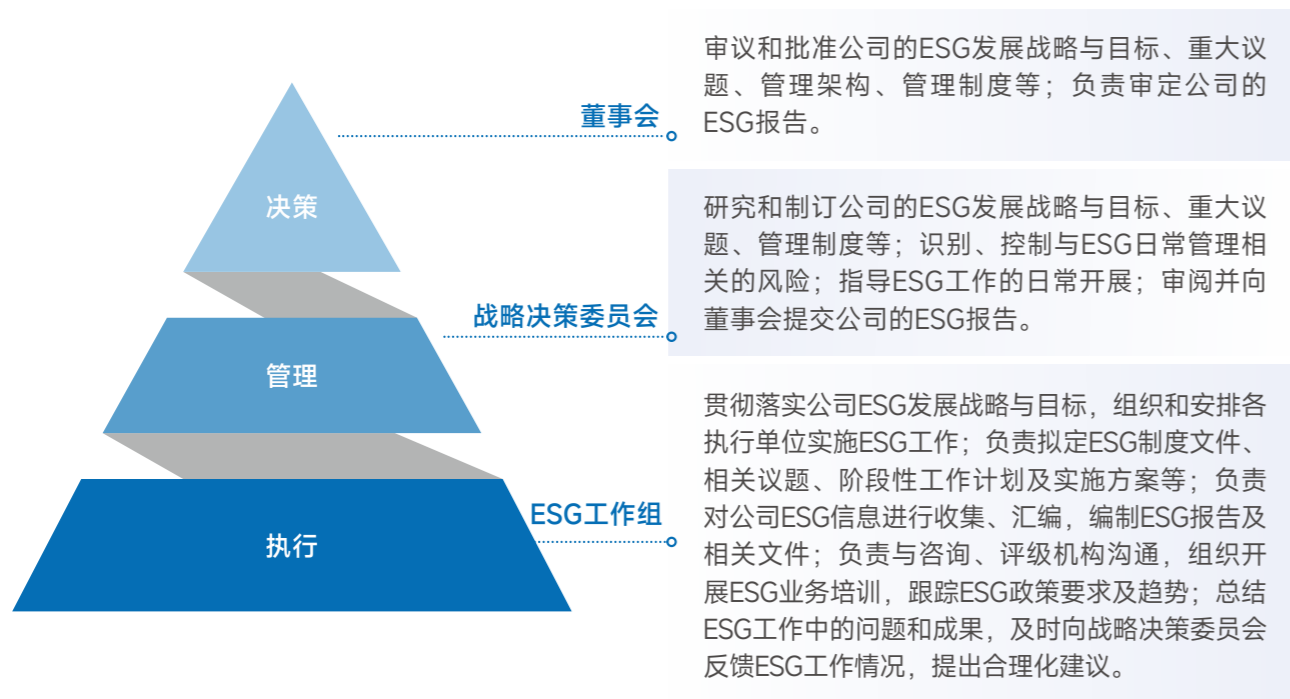 董事会
审议和批准公司的ESG发展战略与目标、重大议
题、管理架构、管理制度等；负责审定公司的
ESG报告。
决策
战略决策委员会
研究和制订公司的ESG发展战略与目标、重大议
题、管理制度等；识别、控制与ESG日常管理相
关的风险；指导ESG工作的日常开展；审阅并向
董事会提交公司的ESG报告。
管理
ESG工作组
贯彻落实公司ESG发展战略与目标，组织和安排各
执行单位实施ESG工作；负责拟定ESG制度文件、
相关议题、阶段性工作计划及实施方案等；负责
对公司ESG信息进行收集、汇编，编制ESG报告及
相关文件；负责与咨询、评级机构沟通，组织开
展ESG业务培训，跟踪ESG政策要求及趋势；总结
ESG工作中的问题和成果，及时向战略决策委员会
反馈ESG工作情况，提出合理化建议。
执行